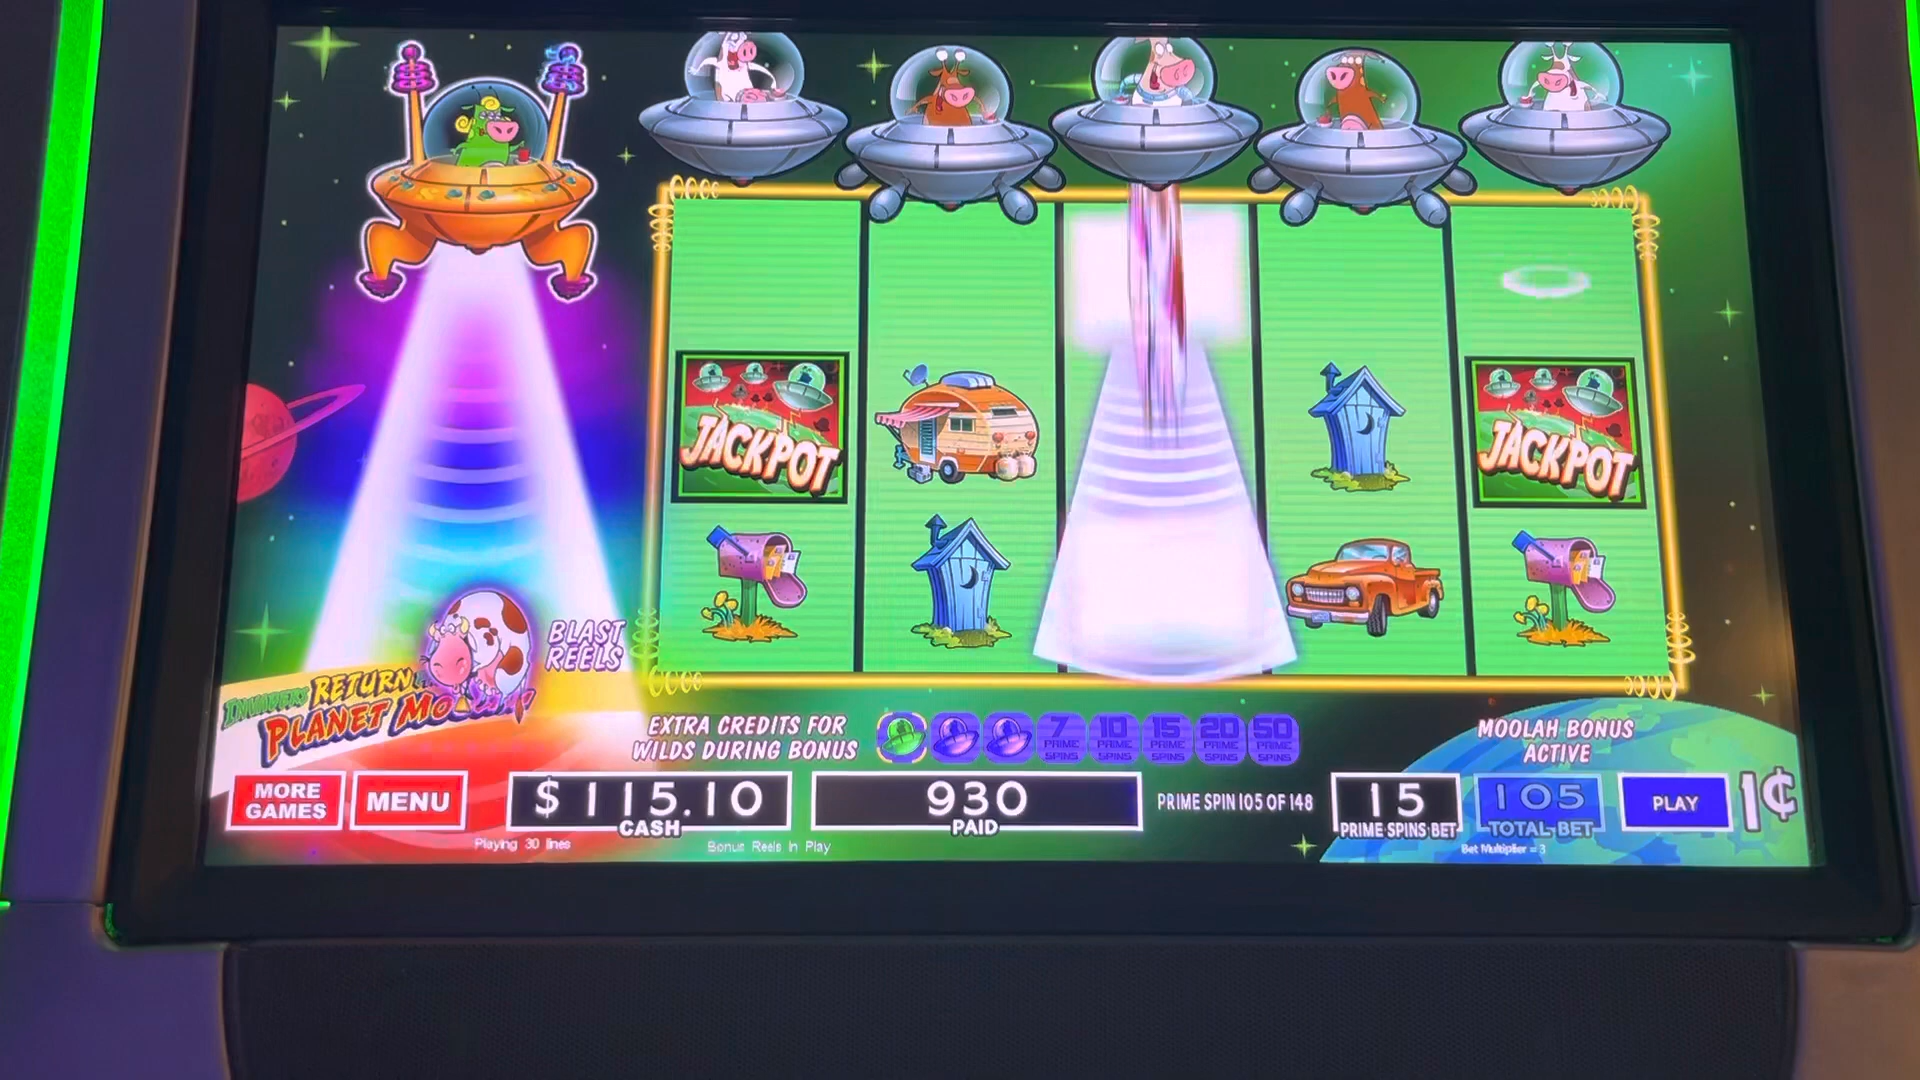 JACKPOT
JACKPOT
BLAST
REELS
INVADERS RETURN
PLANET MOOLAH
EXTRA CREDITS FOR
WILDS DURING BONUS
7
PRIME
SPINS
10
PRIME
SPINS
15
PRIME
SPINS
20
PRIME
SPINS
50
PRIME
SPINS
MOOLAH BONUS
ACTIVE
MORE
GAMES
MENU
$115.10
CASH
930
PAID
PRIME SPIN 105 OF 148
15
PRIME SPINS BET
105
TOTAL BET
PLAY
1¢
Playing 30 lines
Bonus Reels In Play
Bet Multiplier = 3